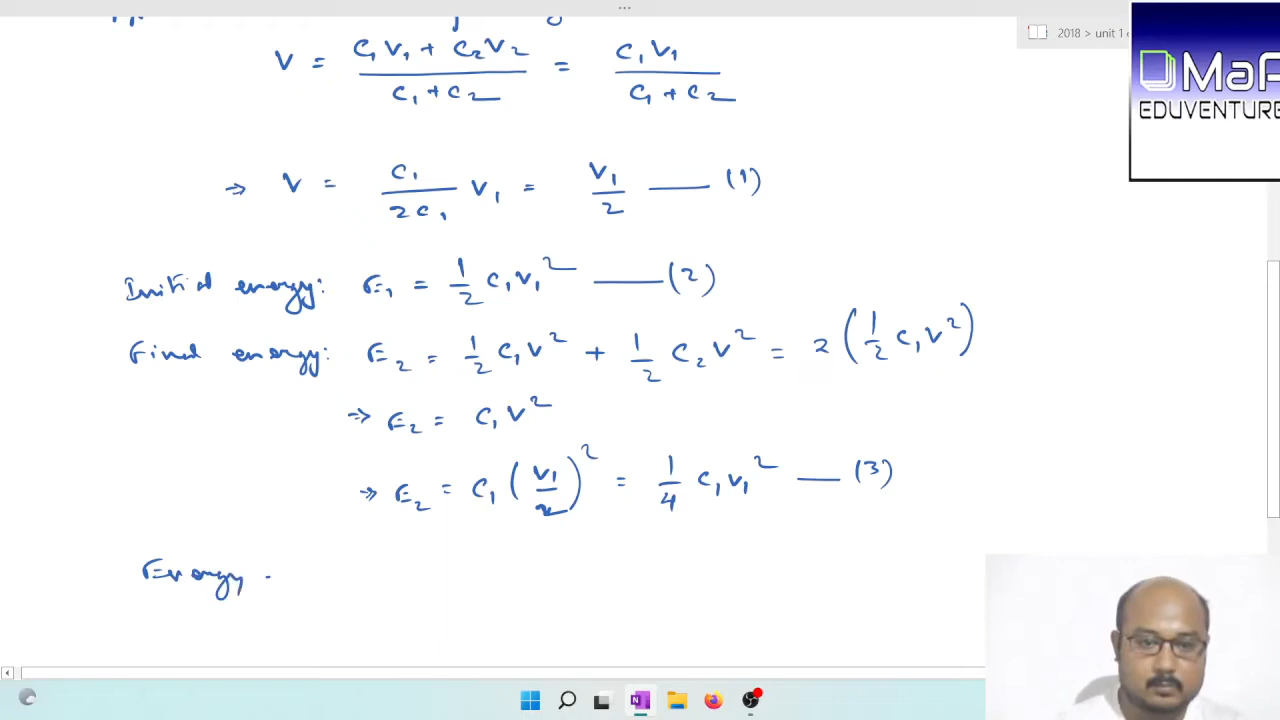 V = C₁V₁ + C₂V₂ / C₁ + C₂ = C₁V₁ / C₁ + C₂
⇒ V = C₁ / 2C₁ V₁ = V₁ / 2 —— (1)
Initial energy: E₁ = 1/2 C₁V₁² —— (2)
Final energy: E₂ = 1/2 C₁V² + 1/2 C₂V² = 2 (1/2 C₁V²)
⇒ E₂ = C₁V²
⇒ E₂ = C₁ (V₁/2)² = 1/4 C₁V₁² — (3)
Energy
2018 > unit 1
MaF
EDUVENTURE